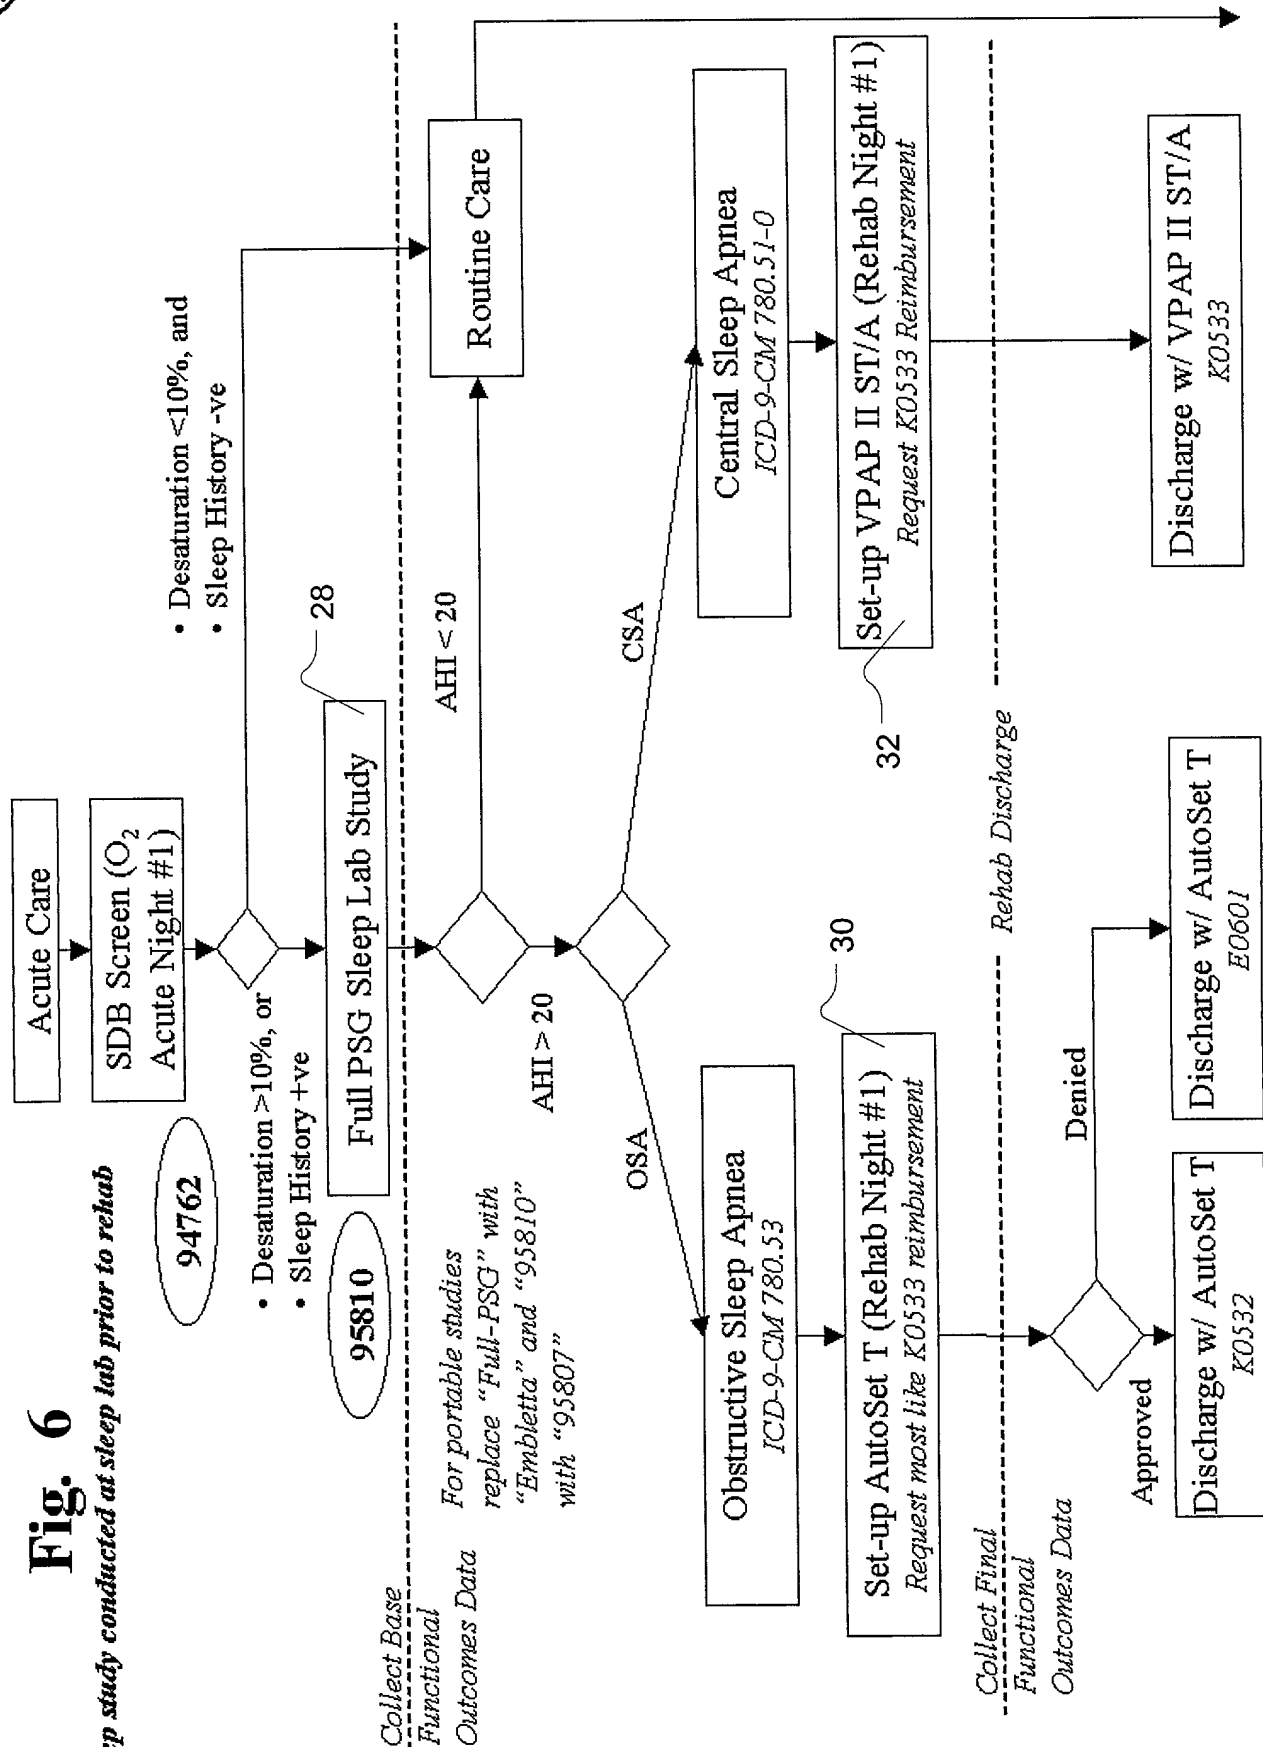 Fig. 6
study conducted at sleep lab prior to rehab
Acute Care
SDB Screen (O2
Acute Night #1)
94762
• Desaturation <10%, and
• Sleep History -ve
• Desaturation >10%, or
• Sleep History +ve
Full PSG Sleep Lab Study
28
95810
Collect Base
Functional
Outcomes Data
For portable studies
replace “Full-PSG” with
“Embletta” and “95810”
with “95807”
AHI < 20
Routine Care
AHI > 20
OSA
CSA
Obstructive Sleep Apnea
ICD-9-CM 780.53
Central Sleep Apnea
ICD-9-CM 780.51-0
Set-up AutoSet T (Rehab Night #1)
Request most like K0533 reimbursement
30
Set-up VPAP II ST/A (Rehab Night #1)
Request K0533 Reimbursement
32
Collect Final
Functional
Outcomes Data
Rehab Discharge
Approved
Denied
Discharge w/ AutoSet T
K0532
Discharge w/ AutoSet T
E0601
Discharge w/ VPAP II ST/A
K0533